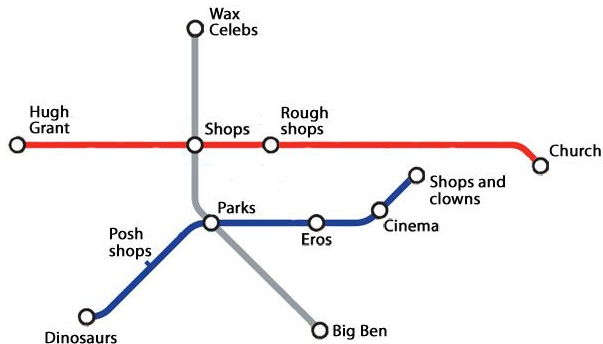 Wax
Celebs
Hugh
Grant
Shops
Rough
shops
Church
Shops and
clowns
Parks
Cinema
Posh
shops
Eros
Dinosaurs
Big Ben